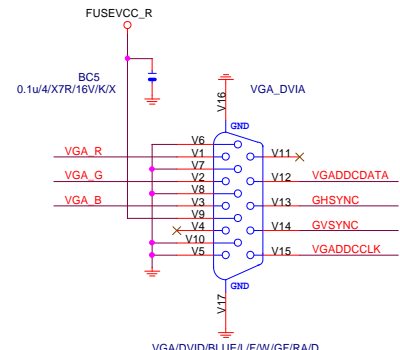 FUSEVCC_R
BC5
0.1u/4/X7R/16V/K/X
VGA_DVIA
V16
GND
V6
VGA_R V1 V11
V7
VGA_G V2 V12 VGADDCDATA
V8
VGA_B V3 V13 GHSYNC
V9
V4 V14 GVSYNC
V10
V5 V15 VGADDCCLK
GND
V17
VGA/DVID/BLUE/L/F/W/GF/RA/D